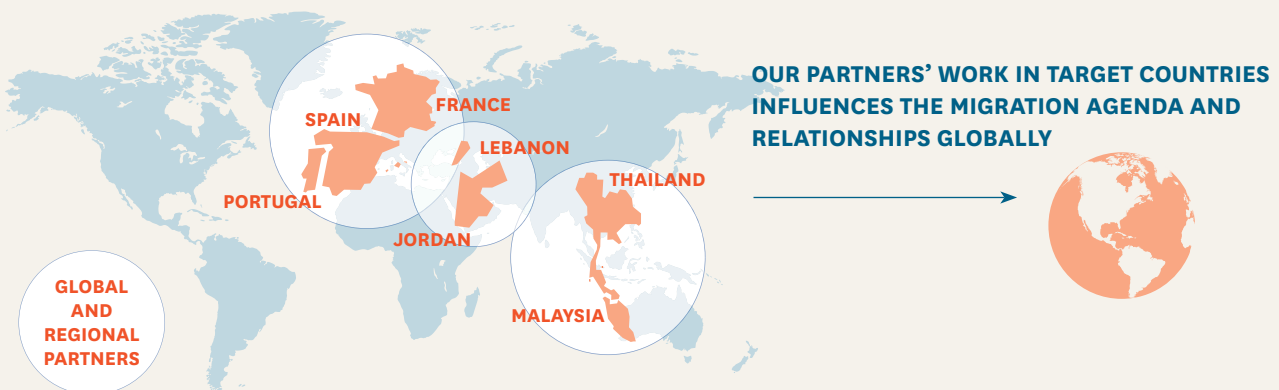 OUR PARTNERS’ WORK IN TARGET COUNTRIES
INFLUENCES THE MIGRATION AGENDA AND
RELATIONSHIPS GLOBALLY
FRANCE
SPAIN
LEBANON
THAILAND
PORTUGAL
JORDAN
MALAYSIA
GLOBAL
AND
REGIONAL
PARTNERS